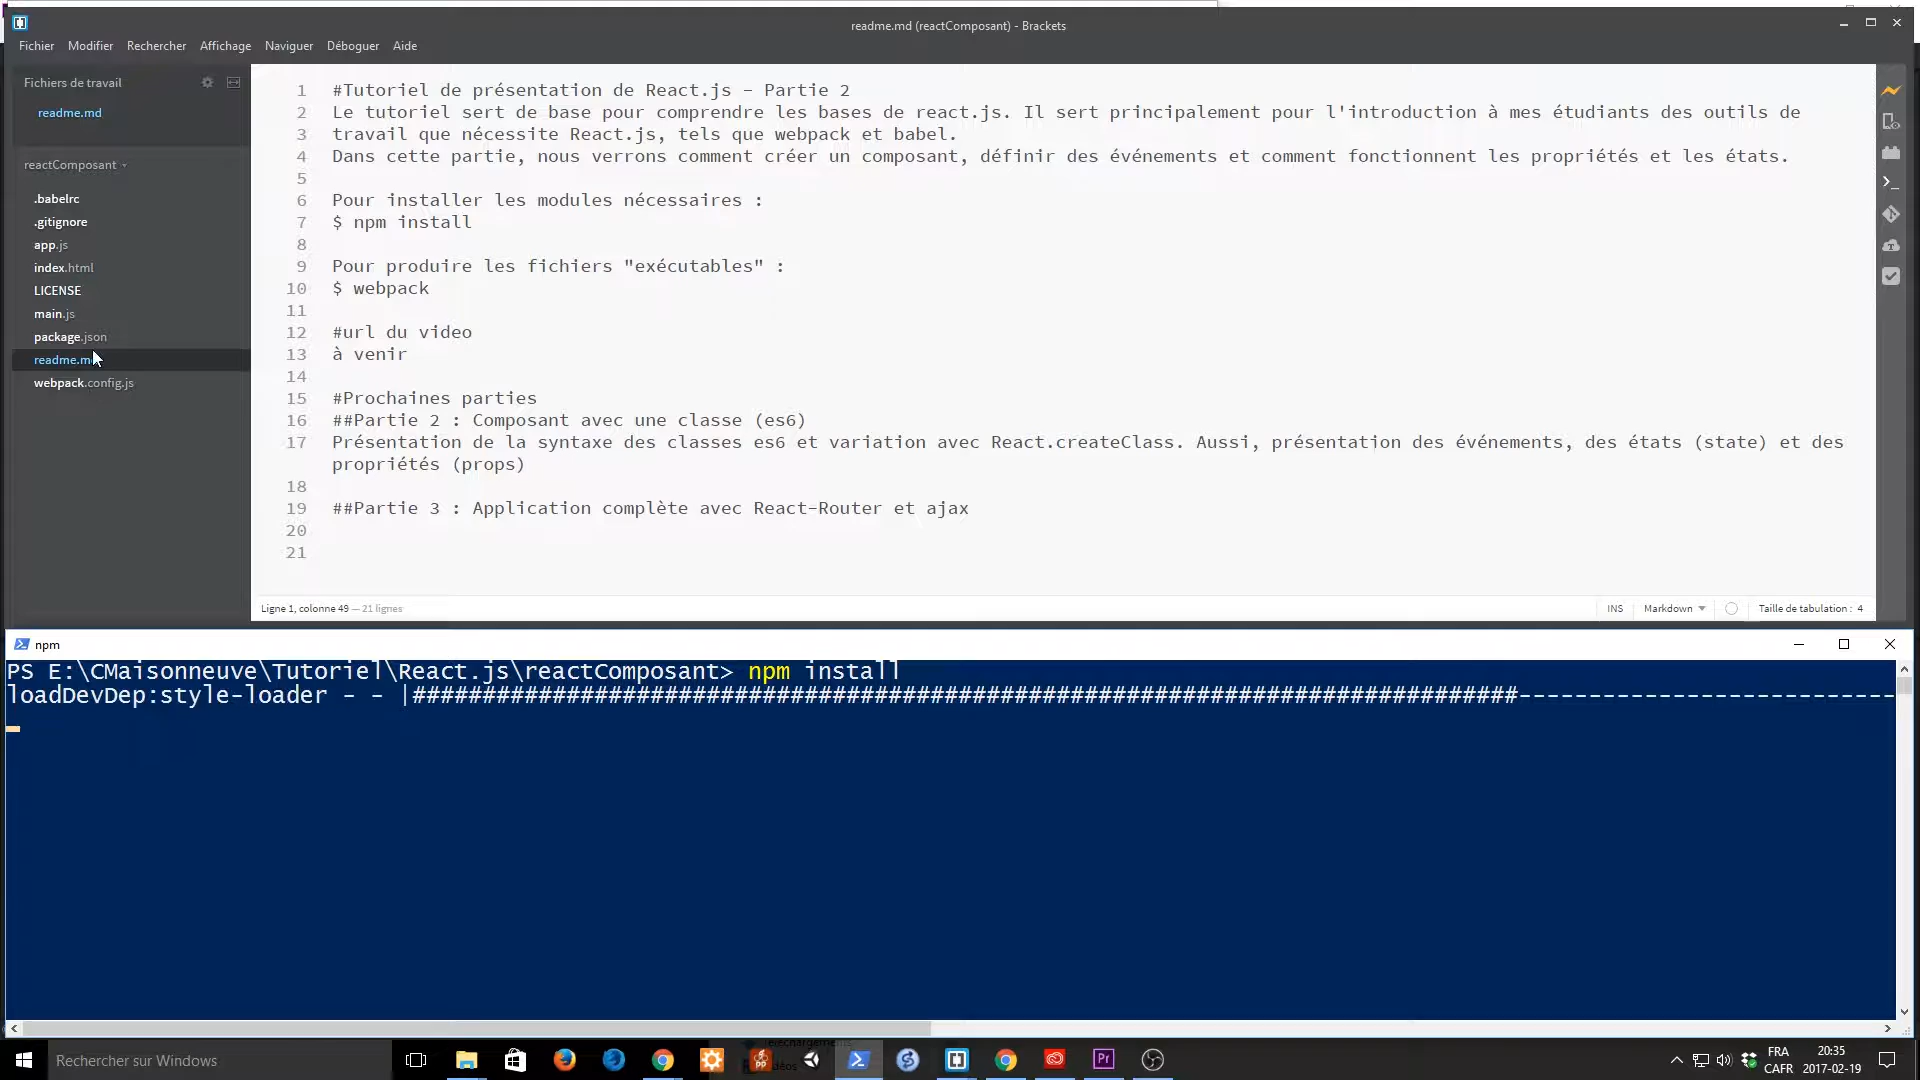 readme.md (reactComposant) - Brackets
Fichier Modifier Rechercher Affichage Naviguer Déboguer Aide
Fichiers de travail
readme.md
reactComposant
.babelrc
.gitignore
app.js
index.html
LICENSE
main.js
package.json
readme.m
webpack.config.js
1 #Tutoriel de présentation de React.js - Partie 2
2 Le tutoriel sert de base pour comprendre les bases de react.js. Il sert principalement pour l'introduction à mes étudiants des outils de
3 travail que nécessite React.js, tels que webpack et babel.
4 Dans cette partie, nous verrons comment créer un composant, définir des événements et comment fonctionnent les propriétés et les états.
5
6 Pour installer les modules nécessaires :
7 $ npm install
8
9 Pour produire les fichiers "exécutables" :
10 $ webpack
11
12 #url du video
13 à venir
14
15 #Prochaines parties
16 ##Partie 2 : Composant avec une classe (es6)
17 Présentation de la syntaxe des classes es6 et variation avec React.createClass. Aussi, présentation des événements, des états (state) et des
propriétés (props)
18
19 ##Partie 3 : Application complète avec React-Router et ajax
20
21
Ligne 1, colonne 49 — 21 lignes
INS Markdown Taille de tabulation : 4
npm
PS E:\CMaisonneuve\Tutoriel\React.js\reactComposant> npm install
loadDevDep:style-loader - - |###############################################################################---------------------------
Rechercher sur Windows
FRA
CAFR
20:35
2017-02-19